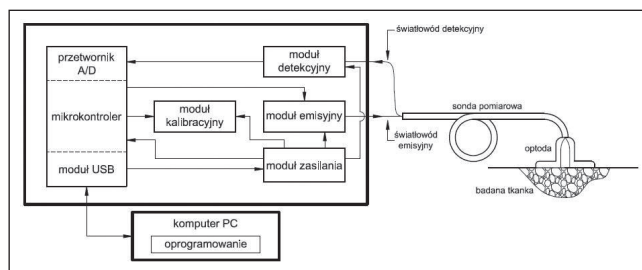 przetwornik
A/D
mikrokontroler
moduł USB
moduł
detekcyjny
moduł
kalibracyjny
moduł emisyjny
moduł zasilania
komputer PC
oprogramowanie
światłowód detekcyjny
światłowód
emisyjny
sonda pomiarowa
optoda
badana tkanka